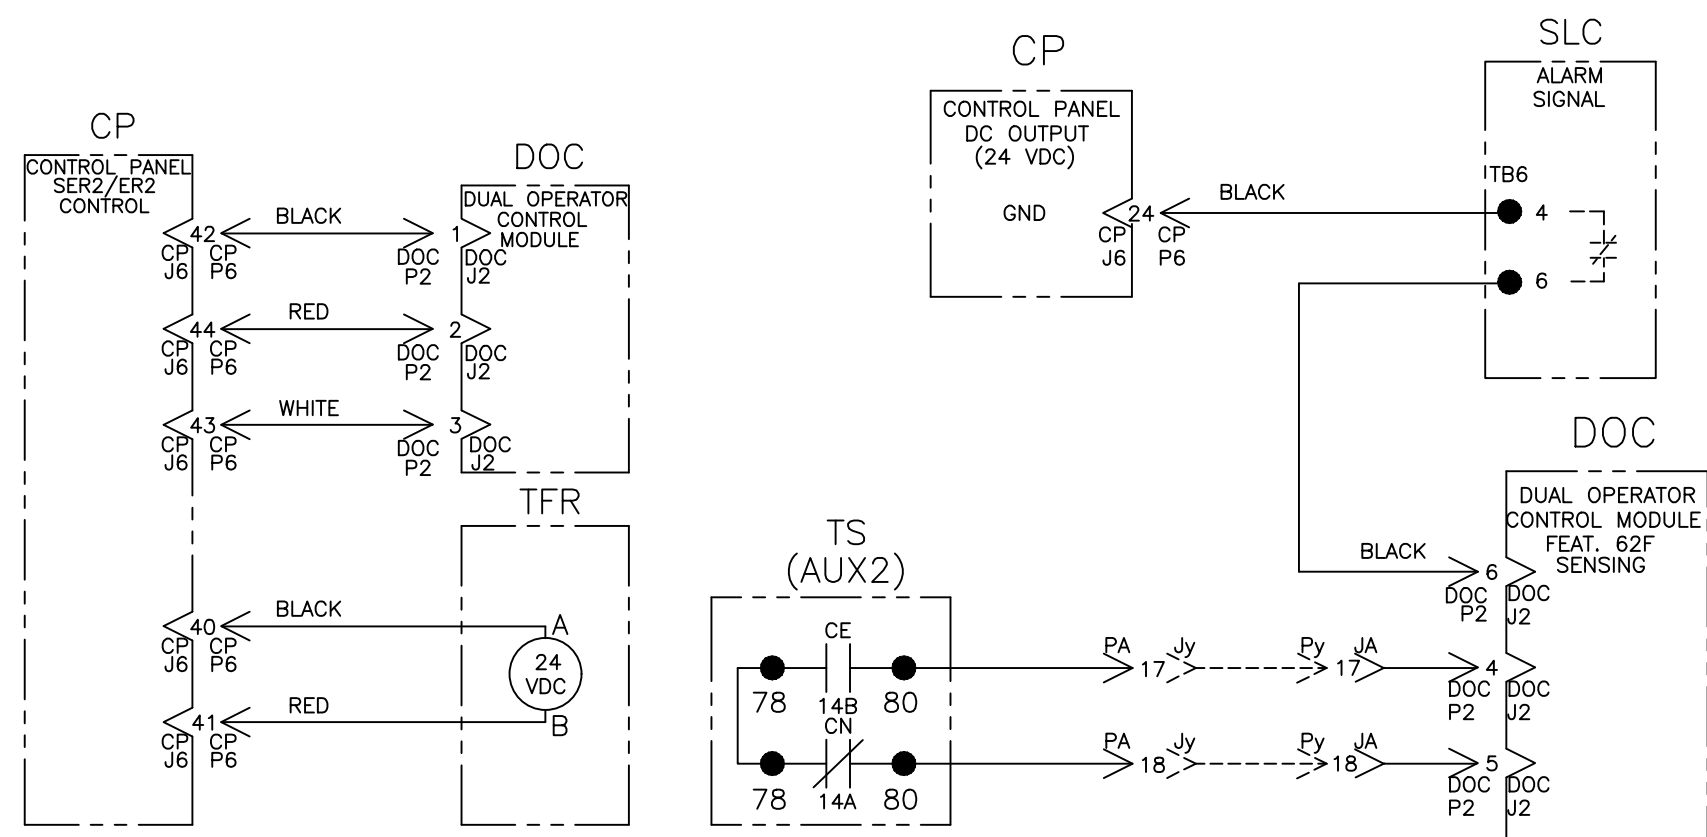 CP
CONTROL PANEL
SER2/ER2
CONTROL
42
CP
J6
CP
P6
BLACK
DOC
P2
1
DOC
J2
44
CP
J6
CP
P6
RED
DOC
P2
2
DOC
J2
43
CP
J6
CP
P6
WHITE
DOC
P2
3
DOC
J2
DOC
DUAL OPERATOR
CONTROL
MODULE
40
CP
J6
CP
P6
BLACK
A
41
CP
J6
CP
P6
RED
B
TFR
24
VDC
CP
CONTROL PANEL
DC OUTPUT
(24 VDC)
GND
24
CP
J6
CP
P6
BLACK
SLC
ALARM
SIGNAL
TB6
4
6
DOC
DUAL OPERATOR
CONTROL MODULE
FEAT. 62F
SENSING
BLACK
6
DOC
P2
DOC
J2
TS
(AUX2)
CE
78
14B
80
PA
17
Jy
Py
17
JA
4
DOC
P2
DOC
J2
CN
78
14A
80
PA
18
Jy
Py
18
JA
5
DOC
P2
DOC
J2